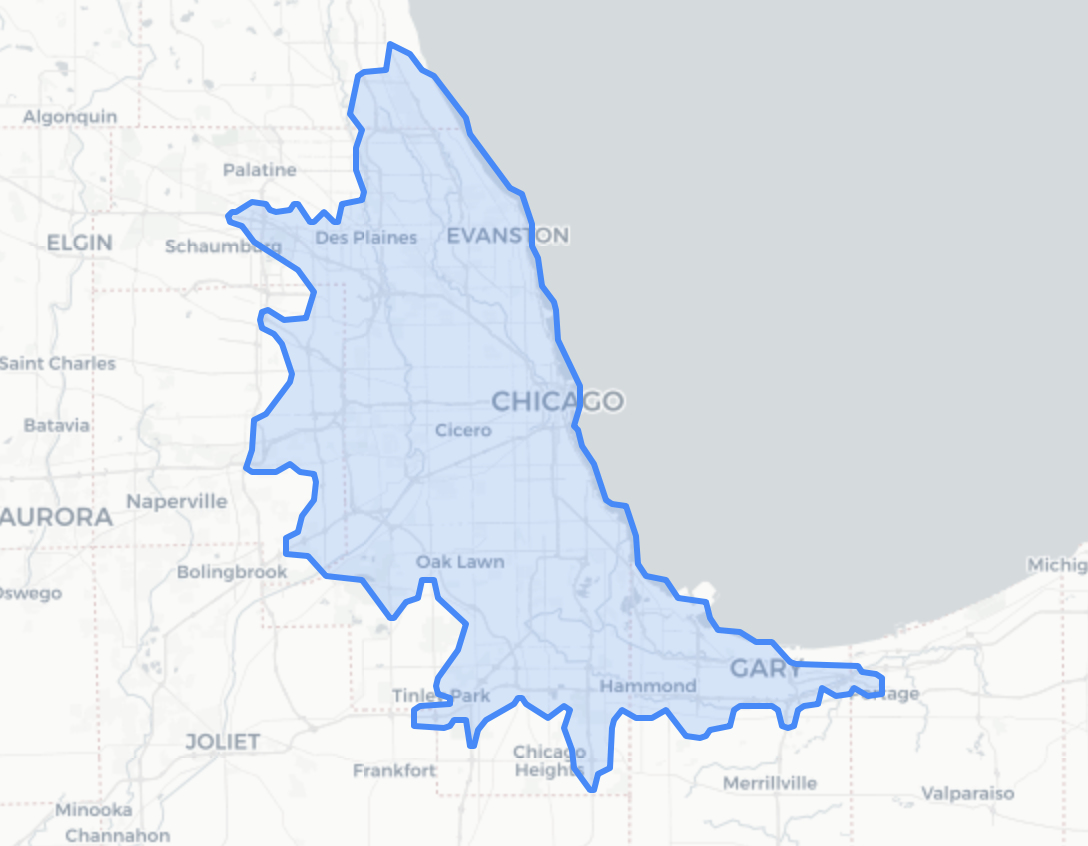 Algonquin
Palatine
ELGIN
Schaumburg
Des Plaines
EVANSTON
Saint Charles
CHICAGO
Batavia
Cicero
Naperville
AURORA
Oak Lawn
Michig
Bolingbrook
Oswego
GARY
Hammond
Tinley Park
Portage
JOLIET
Chicago
Heights
Frankfort
Merrillville
Valparaiso
Minooka
Channahon